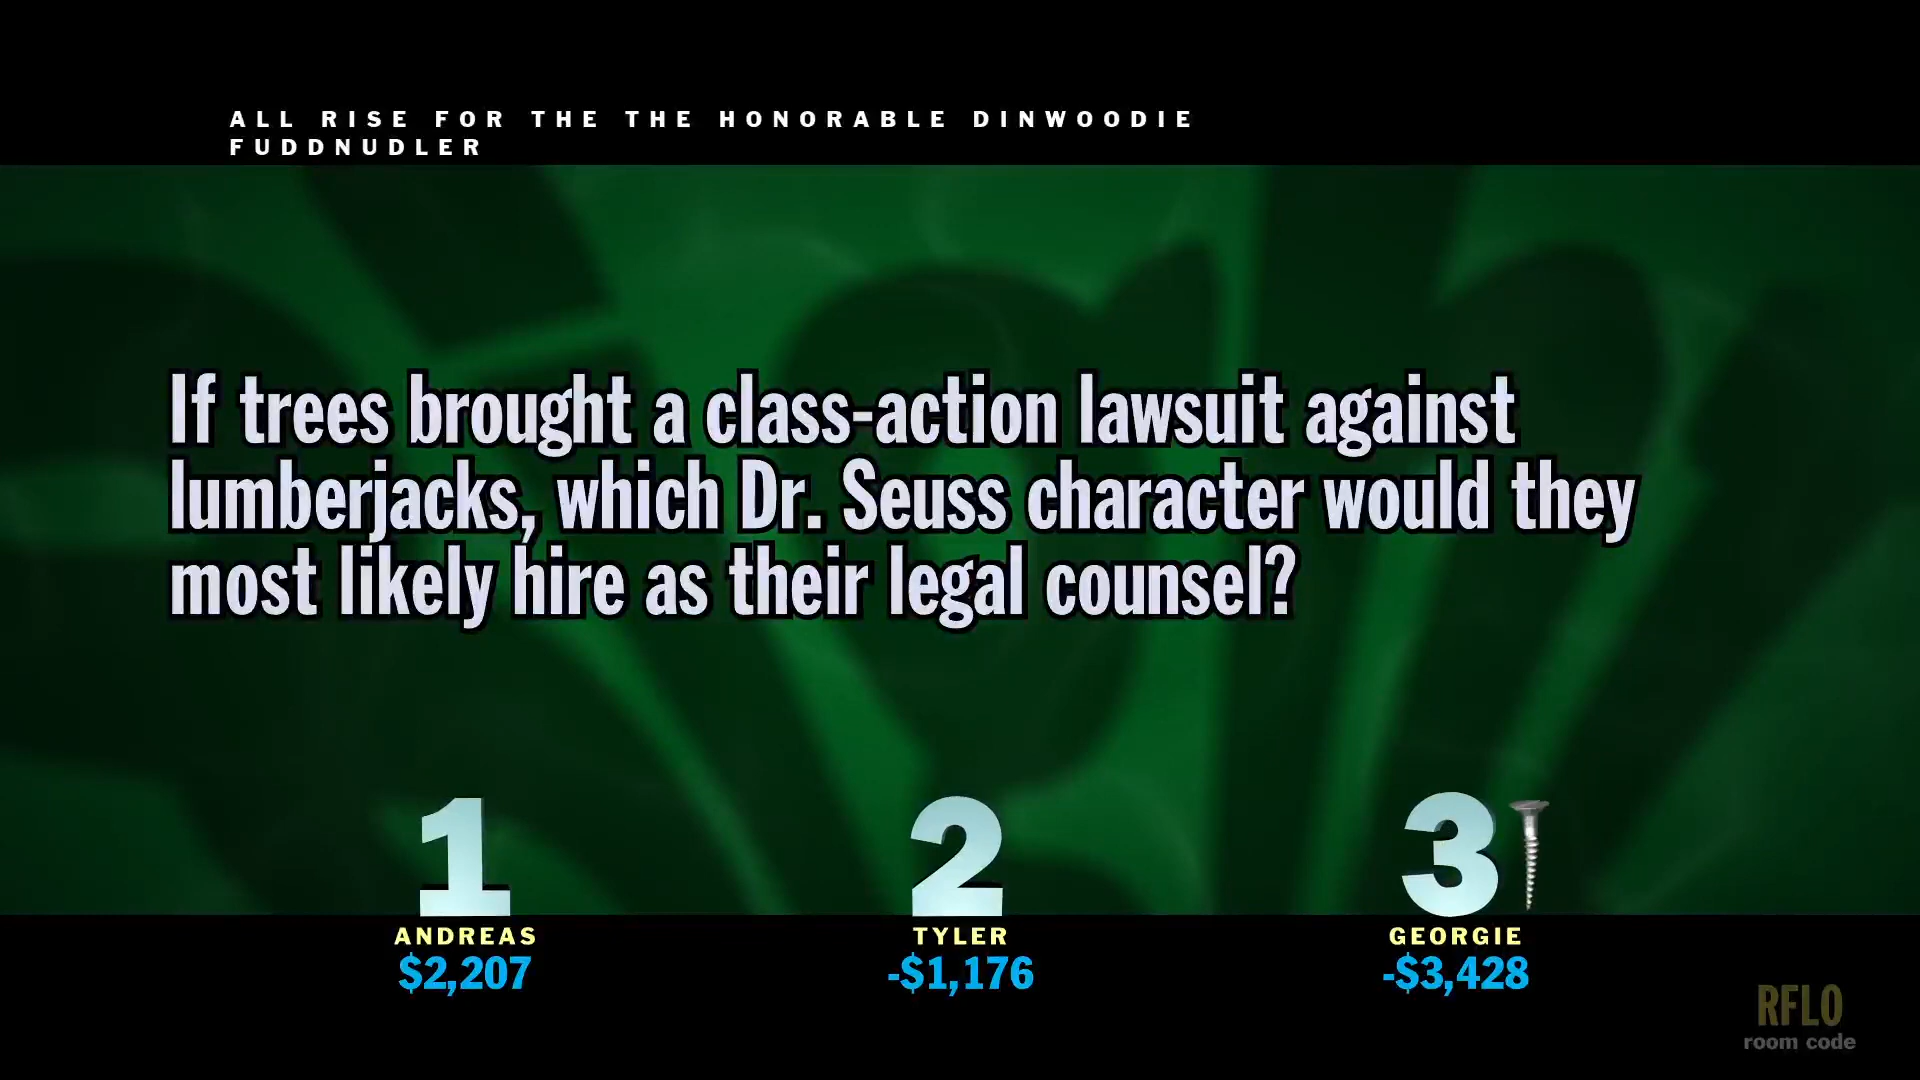 ALL RISE FOR THE THE HONORABLE DINWOODIE
FUDDNUDLER
If trees brought a class-action lawsuit against
lumberjacks, which Dr. Seuss character would they
most likely hire as their legal counsel?
1 2 3
ANDREAS TYLER GEORGIE
$2,207 -$1,176 -$3,428
RFLO
room code